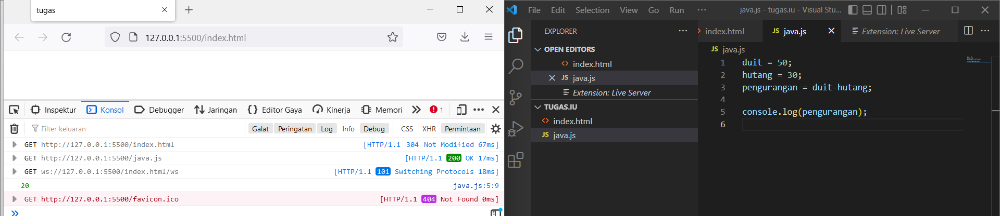 tugas
127.0.0.1:5500/index.html
Inspektur Konsol Debugger Jaringan Editor Gaya Kinerja Memori 1
Filter keluaran Galat Peringatan Log Info Debug CSS XHR Permintaan
GET http://127.0.0.1:5500/index.html [HTTP/1.1 304 Not Modified 67ms]
GET http://127.0.0.1:5500/java.js [HTTP/1.1 200 OK 17ms]
GET ws://127.0.0.1:5500/index.html/ws [HTTP/1.1 101 Switching Protocols 18ms]
20 java.js:5:9
GET http://127.0.0.1:5500/favicon.ico [HTTP/1.1 404 Not Found 0ms]
File Edit Selection View Go Run ··· java.js - tugas.iu - Visual Stu...
EXPLORER
OPEN EDITORS
index.html
JS java.js
Extension: Live Server
TUGAS.IU
index.html
JS java.js
index.html JS java.js Extension: Live Server
JS java.js
1 duit = 50;
2 hutang = 30;
3 pengurangan = duit-hutang;
4
5 console.log(pengurangan);
6